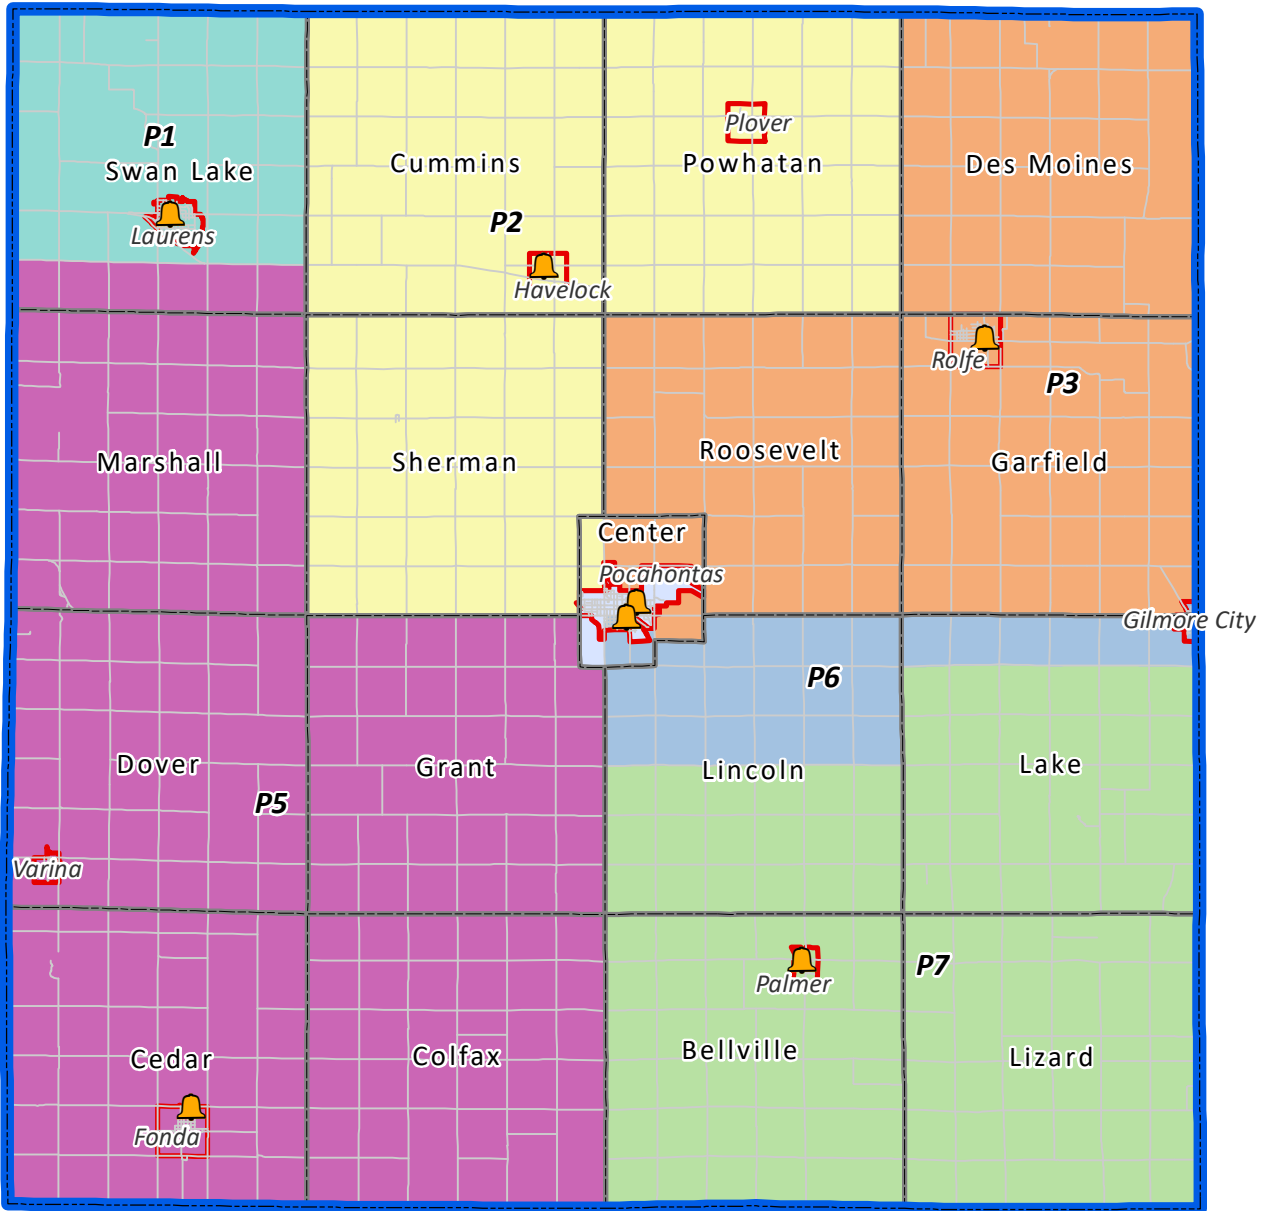 Plover
P1
Swan Lake
Cummins
Powhatan
Des Moines
P2
Laurens
Havelock
Rolfe
P3
Marshall
Sherman
Roosevelt
Garfield
Center
Pocahontas
Gilmore City
P6
Dover
Grant
Lincoln
Lake
P5
Varina
P7
Palmer
Cedar
Colfax
Bellville
Lizard
Fonda